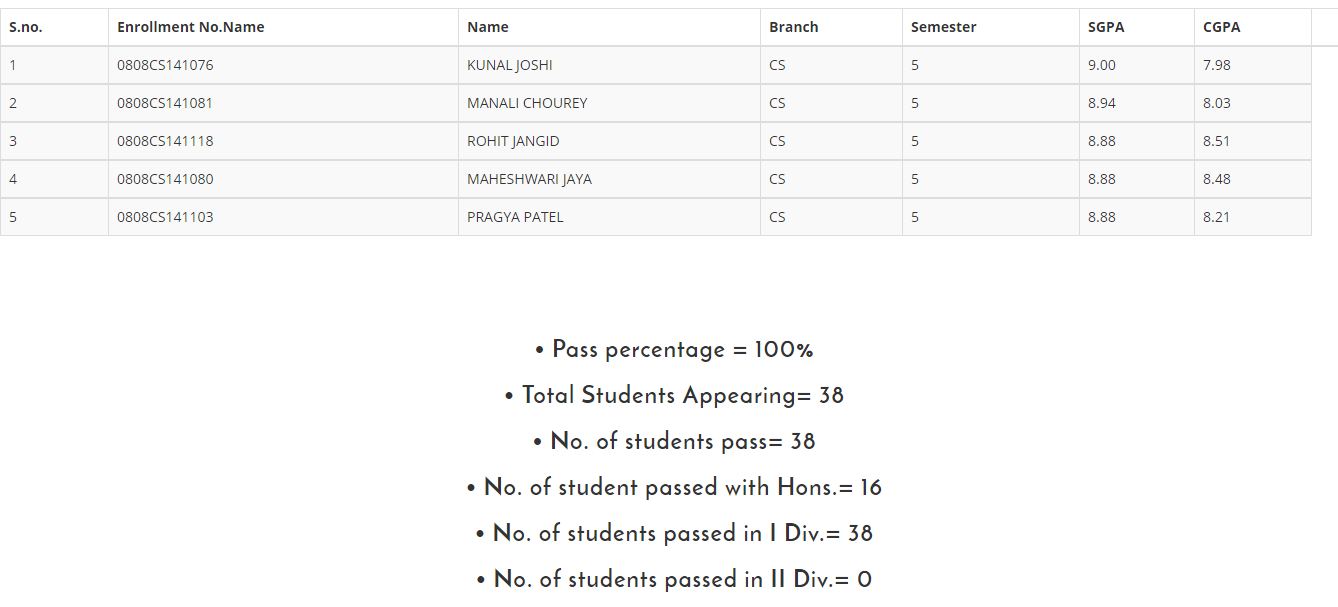 S.no. Enrollment No.Name Name Branch Semester SGPA CGPA
1 0808CS141076 KUNAL JOSHI CS 5 9.00 7.98
2 0808CS141081 MANALI CHOUREY CS 5 8.94 8.03
3 0808CS141118 ROHIT JANGID CS 5 8.88 8.51
4 0808CS141080 MAHESHWARI JAYA CS 5 8.88 8.48
5 0808CS141103 PRAGYA PATEL CS 5 8.88 8.21
• Pass percentage = 100%
• Total Students Appearing= 38
• No. of students pass= 38
• No. of student passed with Hons.= 16
• No. of students passed in I Div.= 38
• No. of students passed in II Div.= 0